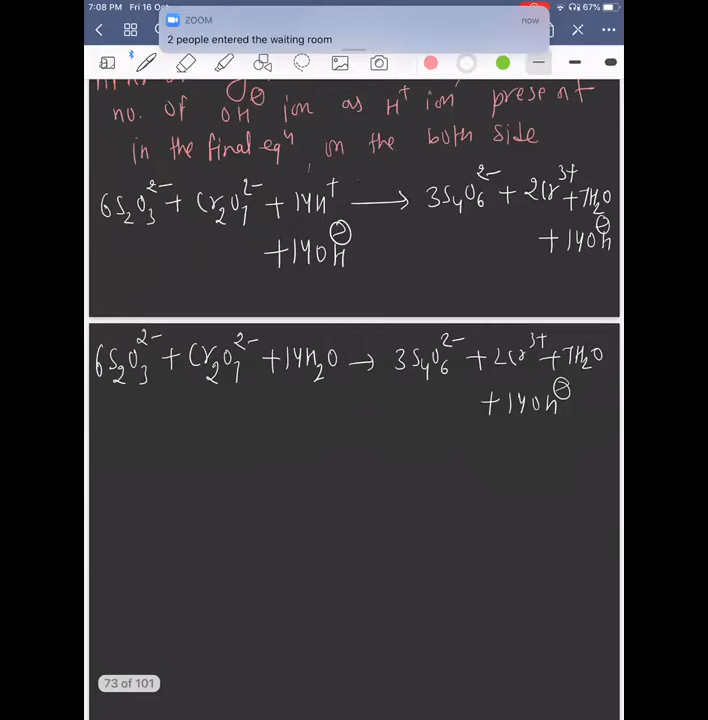 7:08 PM Fri 16 Oct 67%
ZOOM now
2 people entered the waiting room
no. of OH ion as H⁺ ion present
in the final eqⁿ on the both side
6S₂O₃²⁻ + Cr₂O₇²⁻ + 14H⁺ ⟶ 3S₄O₆²⁻ + 2Cr³⁺ + 7H₂O
+ 14OH⊖ + 14OH⊖
6S₂O₃²⁻ + Cr₂O₇²⁻ + 14H₂O → 3S₄O₆²⁻ + 2Cr³⁺ + 7H₂O
+ 14OH⊖
73 of 101